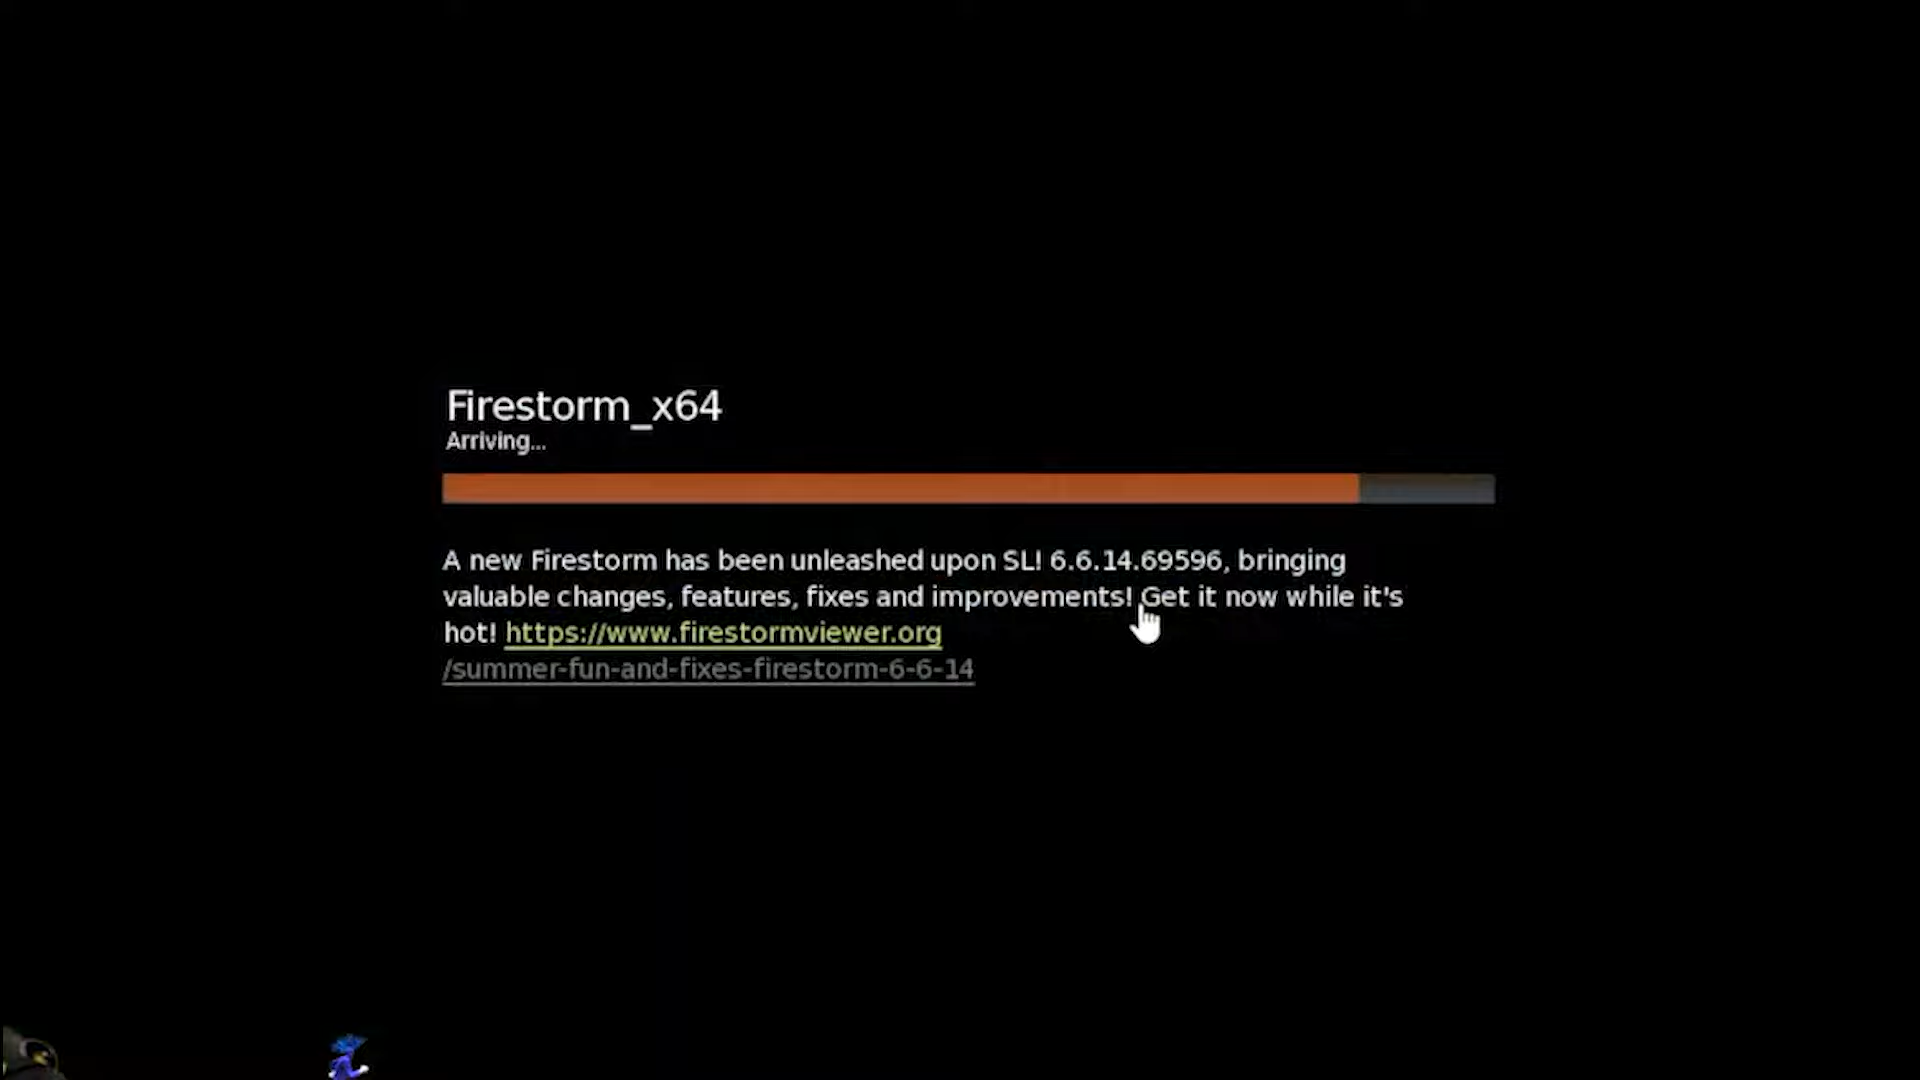 Firestorm_x64
Arriving...
A new Firestorm has been unleashed upon SL! 6.6.14.69596, bringing
valuable changes, features, fixes and improvements! Get it now while it's
hot! https://www.firestormviewer.org
/summer-fun-and-fixes-firestorm-6-6-14